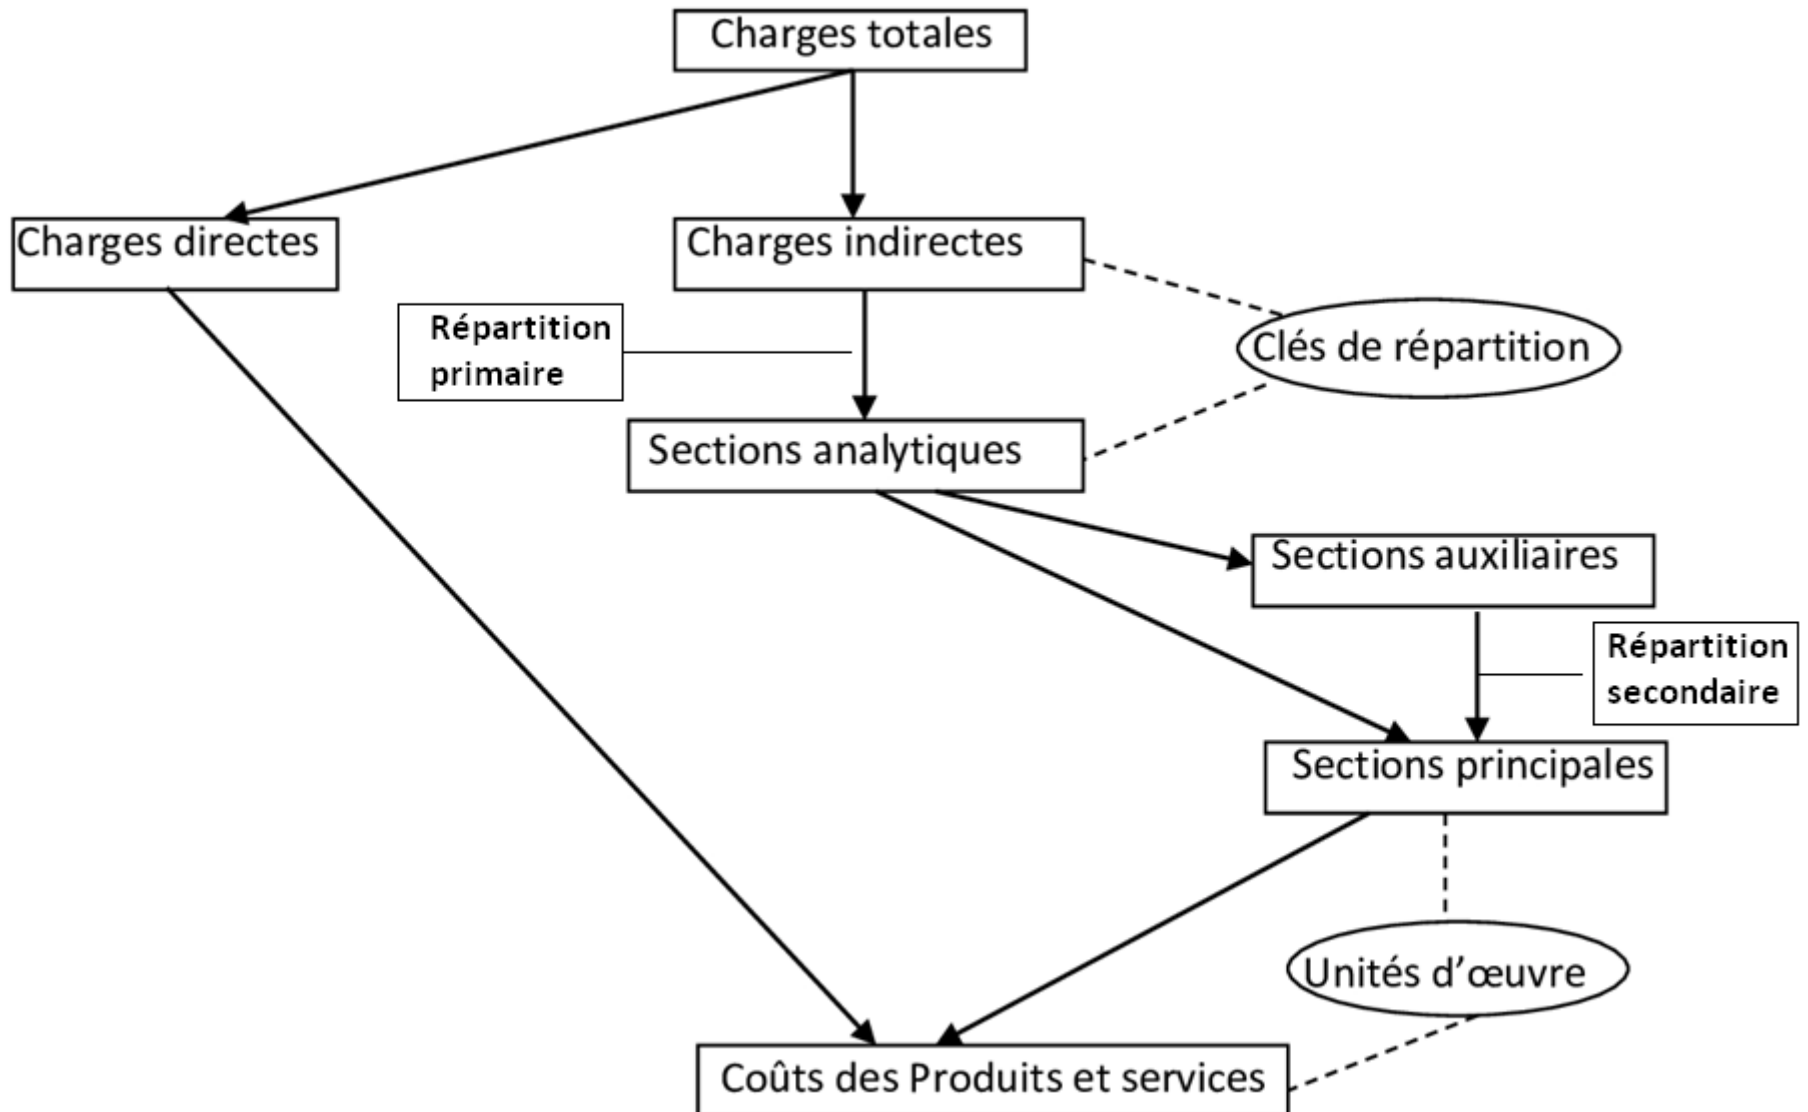 Charges totales
Charges directes
Charges indirectes
Répartition
primaire
Clés de répartition
Sections analytiques
Sections auxiliaires
Répartition
secondaire
Sections principales
Unités d’œuvre
Coûts des Produits et services